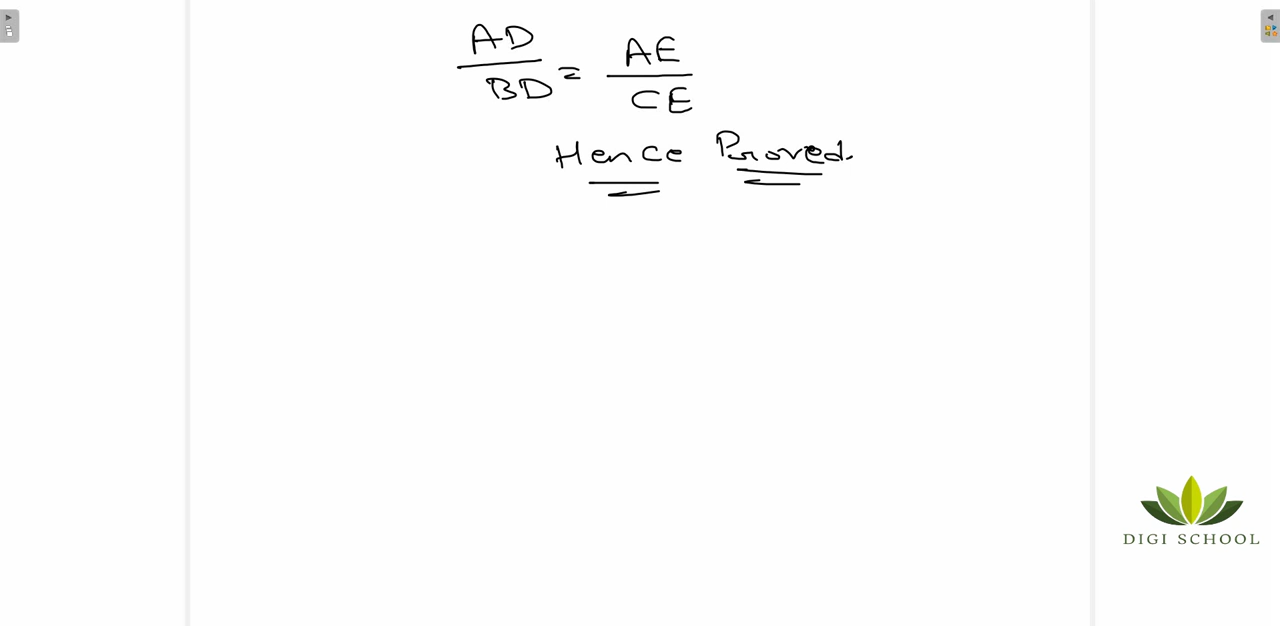 AD/BD = AE/CE
Hence Proved.
DIGI SCHOOL